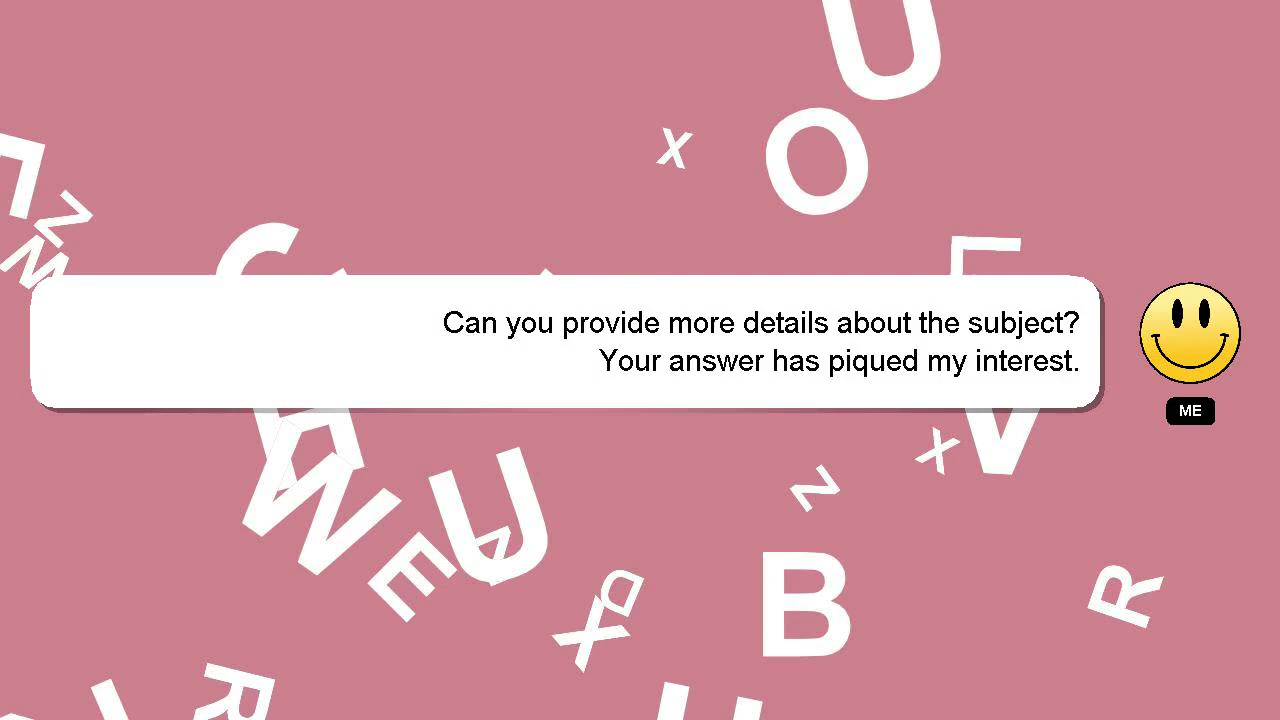 U
O
X
Z
M
C
Can you provide more details about the subject?
Your answer has piqued my interest.
ME
W
U
E
X
N
D
X
B
R
R